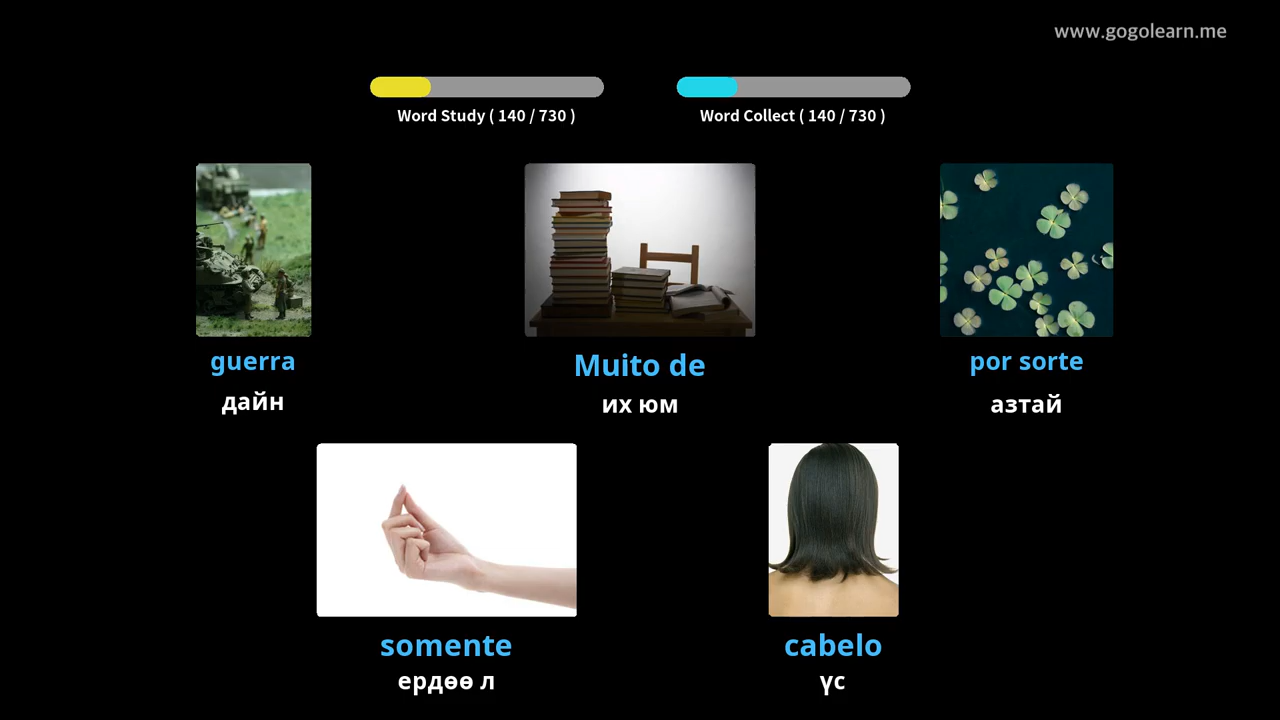 www.gogolearn.me
Word Study ( 140 / 730 )
Word Collect ( 140 / 730 )
guerra
Muito de
por sorte
дайн
их юм
азтай
somente
cabelo
ердөө л
үс